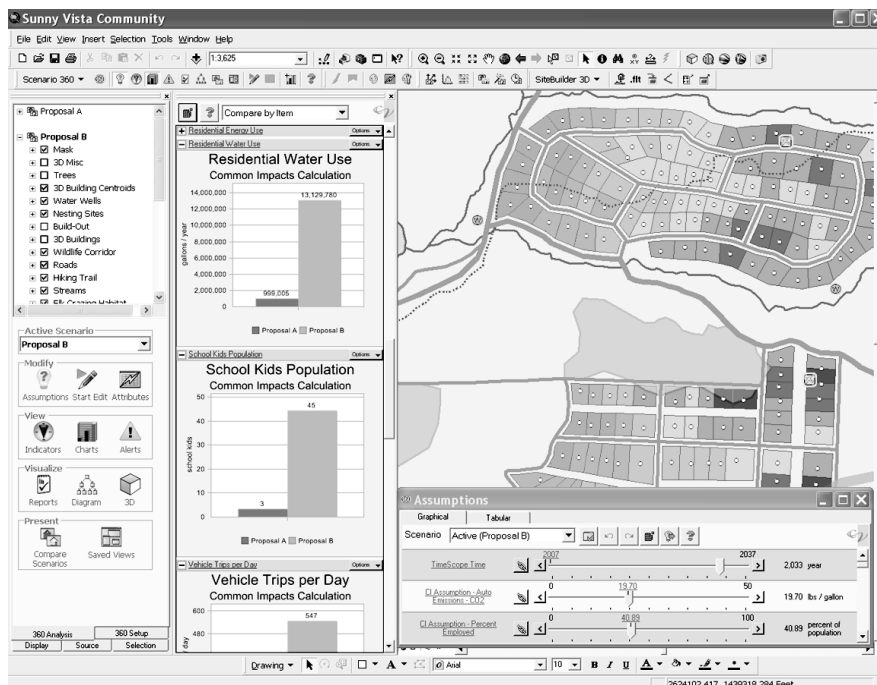 Sunny Vista Community
File Edit View Insert Selection Tools Window Help
1:3,625
Scenario 360
SiteBuilder 3D
.flt
Proposal A
Proposal B
Mask
3D Misc
Trees
3D Building Centroids
Water Wells
Nesting Sites
Build-Out
3D Buildings
Wildlife Corridor
Roads
Hiking Trail
Streams
Elk Grazing Habitat
Active Scenario
Proposal B
Modify
Assumptions Start Edit Attributes
View
Indicators Charts Alerts
Visualize
Reports Diagram 3D
Present
Compare Scenarios Saved Views
360 Analysis 360 Setup
Display Source Selection
Compare by Item
Residential Energy Use Options
Residential Water Use Options
Residential Water Use
Common Impacts Calculation
gallons / year
14,000,000
12,000,000
10,000,000
8,000,000
6,000,000
4,000,000
2,000,000
0
999,005
13,129,780
Proposal A Proposal B
School Kids Population Options
School Kids Population
Common Impacts Calculation
school kids
50
40
30
20
10
0
3
45
Proposal A Proposal B
Vehicle Trips per Day Options
Vehicle Trips per Day
Common Impacts Calculation
600
480
547
W
W
Assumptions
Graphical Tabular
Scenario Active (Proposal B)
TimeScope Time 2007 2037 2,033 year
CI Assumption - Auto Emissions - CO2 0 19.70 50 19.70 lbs / gallon
CI Assumption - Percent Employed 0 40.89 100 40.89 percent of population
Drawing A Arial 10 B I U A